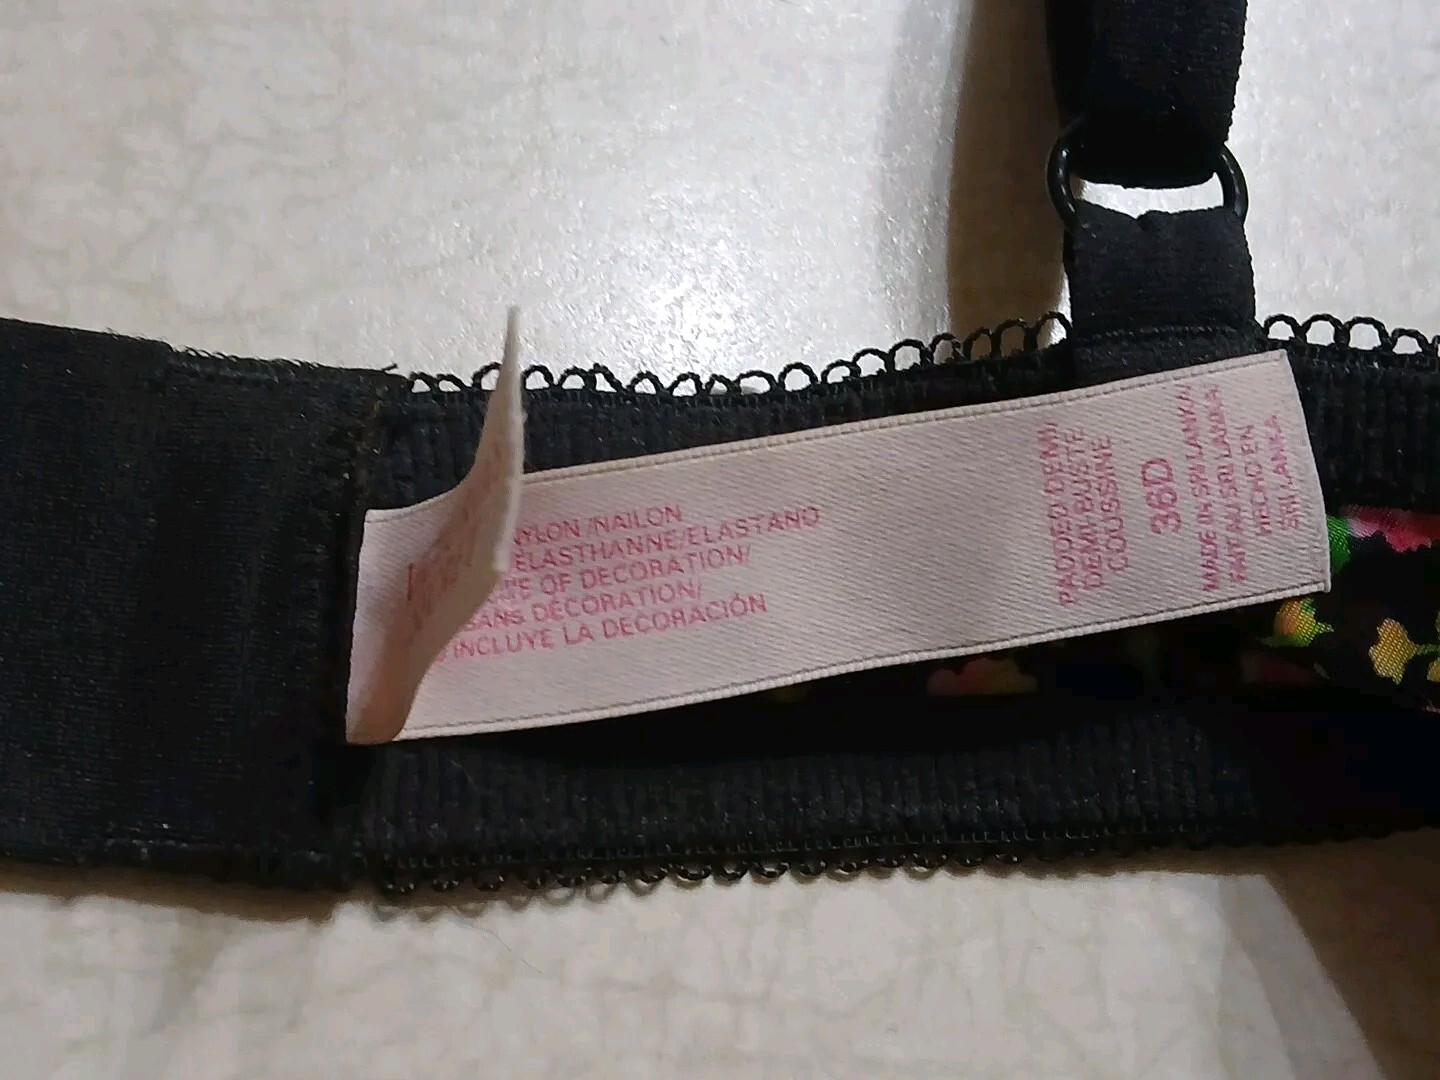 NYLON /NAILON
ELASTHANNE/ELASTANO
OF DECORATION/
SANS DÉCORATION/
INCLUYE LA DECORACIÓN
PADDED DEMI/
DEMI-BUSTE
COUSSINÉ
36D
MADE IN SRI LANKA/
FAIT AU SRI LANKA/
HECHO EN
SRI LANKA